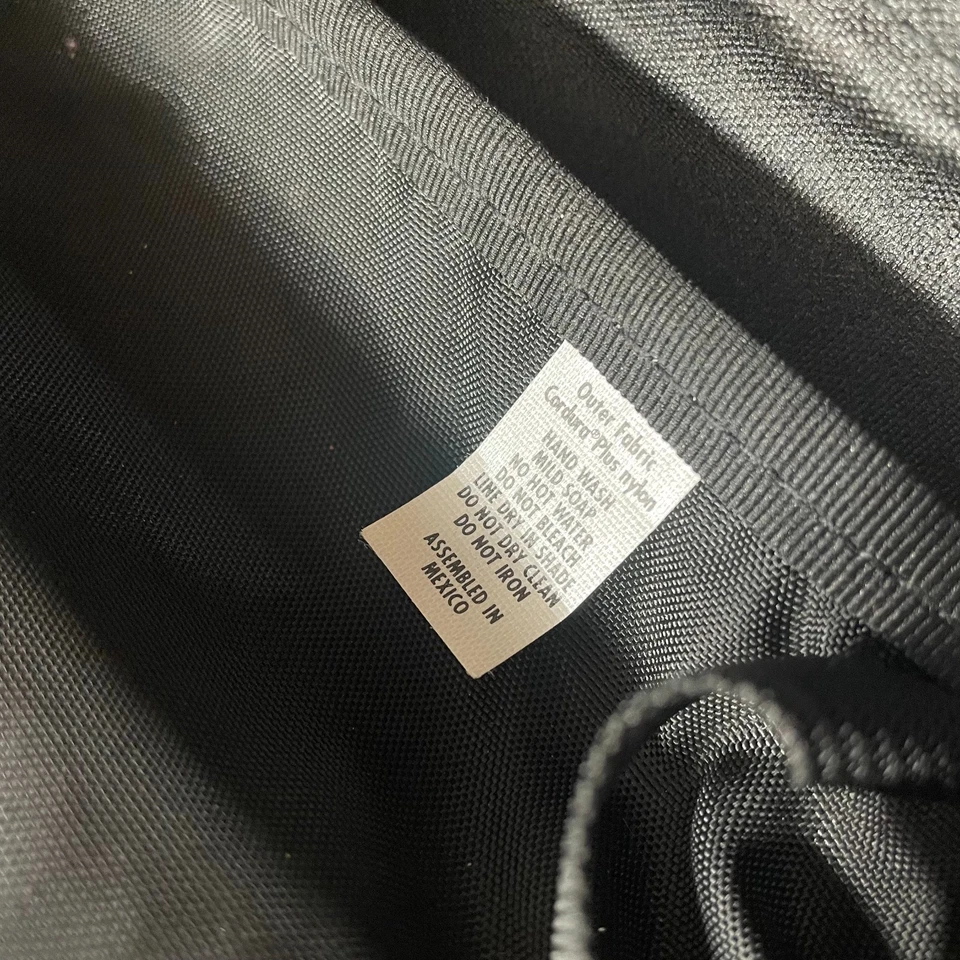 Outer Fabric
Cordura®Plus nylon
HAND WASH
MILD SOAP
NO HOT WATER
DO NOT BLEACH
LINE DRY IN SHADE
DO NOT DRY CLEAN
DO NOT IRON
ASSEMBLED IN
MEXICO